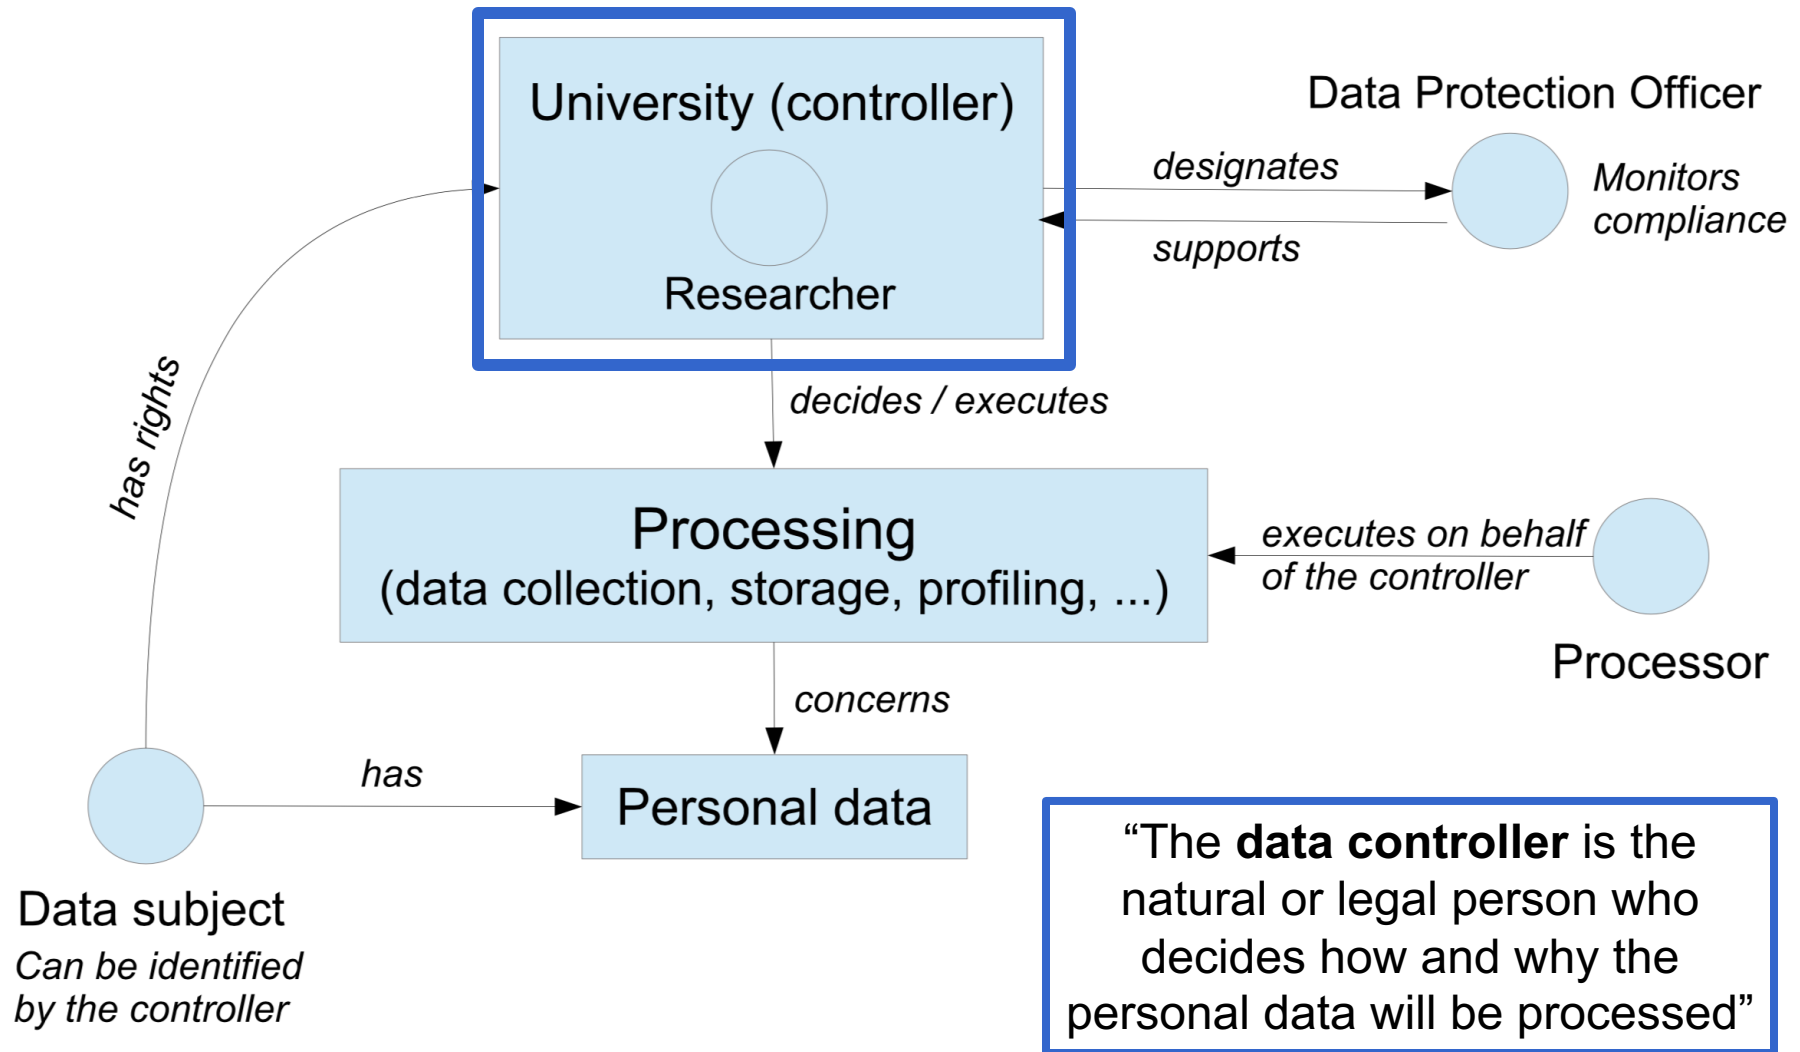 University (controller)
Researcher
Data Protection Officer
designates
Monitors
compliance
supports
has rights
decides / executes
Processing
(data collection, storage, profiling, ...)
executes on behalf
of the controller
Processor
concerns
has
Personal data
Data subject
Can be identified
by the controller
“The data controller is the
natural or legal person who
decides how and why the
personal data will be processed”